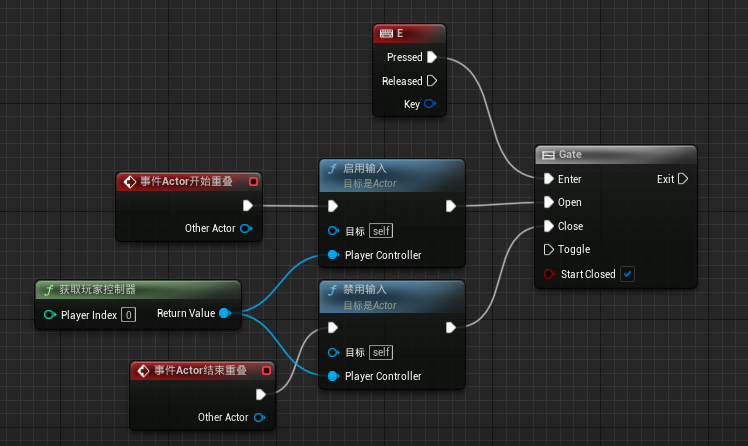 E
Pressed
Released
Key
事件Actor开始重叠
Other Actor
启用输入
目标是Actor
目标 self
Player Controller
Gate
Enter Exit
Open
Close
Toggle
Start Closed
获取玩家控制器
Player Index 0 Return Value
禁用输入
目标是Actor
目标 self
Player Controller
事件Actor结束重叠
Other Actor